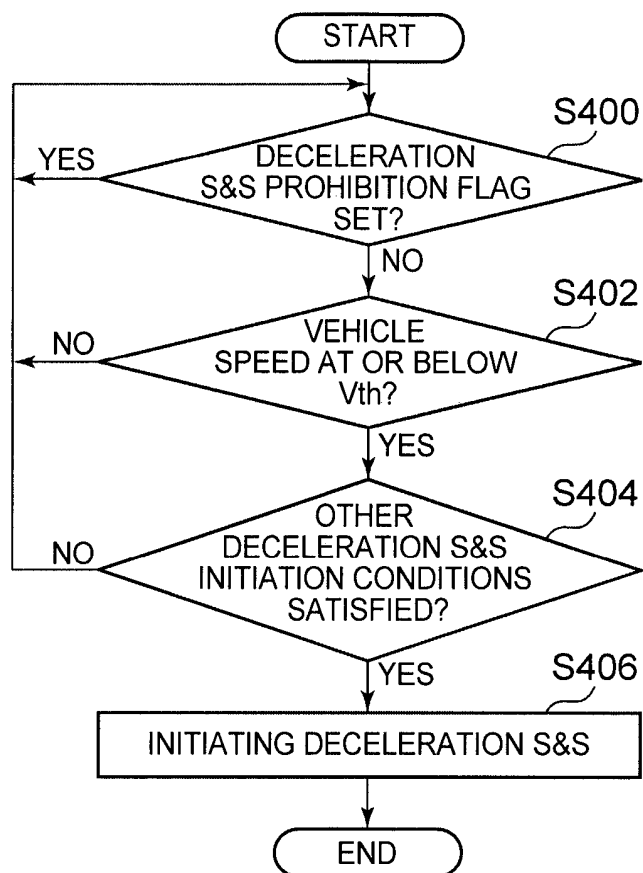 START
S400
DECELERATION
S&S PROHIBITION FLAG
SET?
YES
NO
S402
VEHICLE
SPEED AT OR BELOW
Vth?
NO
YES
S404
OTHER
DECELERATION S&S
INITIATION CONDITIONS
SATISFIED?
NO
YES
S406
INITIATING DECELERATION S&S
END